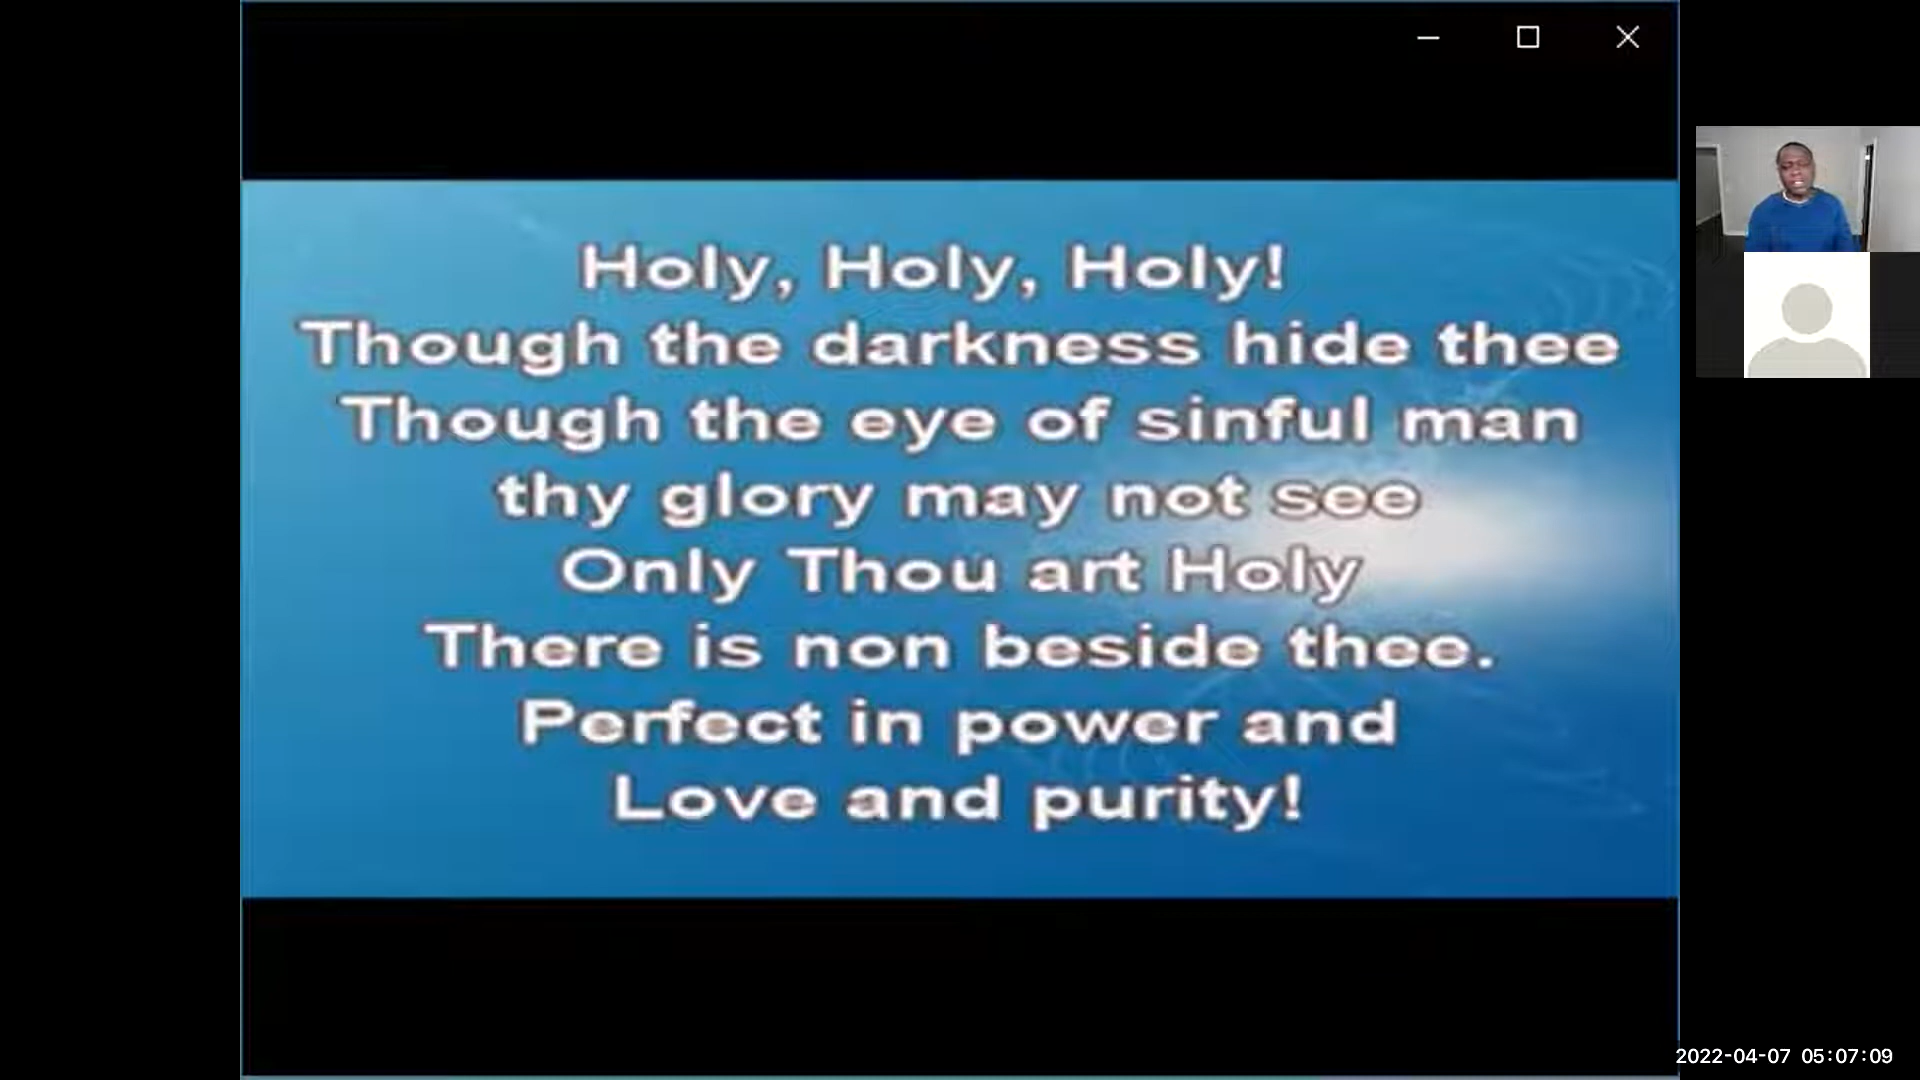 Holy, Holy, Holy!
Though the darkness hide thee
Though the eye of sinful man
thy glory may not see
Only Thou art Holy
There is non beside thee.
Perfect in power and
Love and purity!
2022-04-07 05:07:09